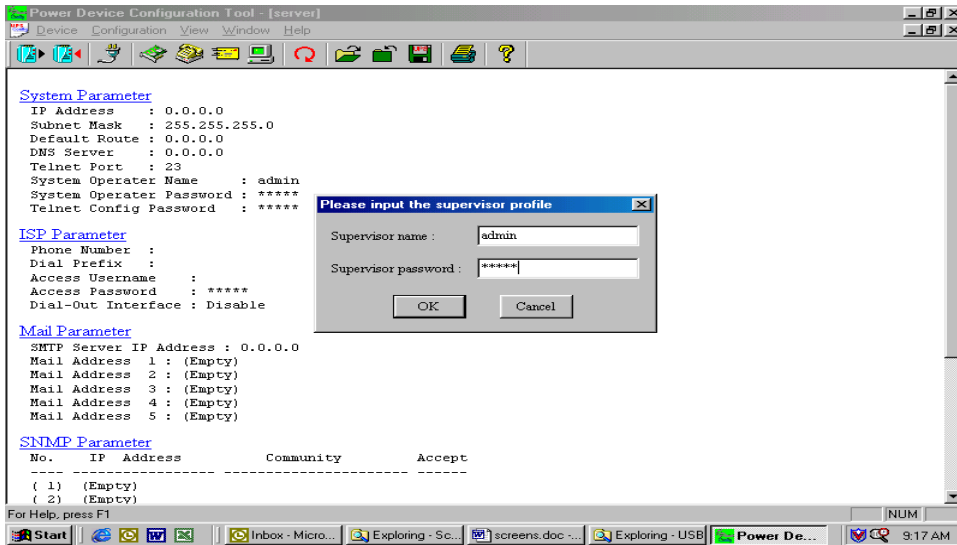 Power Device Configuration Tool - [server]
Device Configuration View Window Help
System Parameter
IP Address : 0.0.0.0
Subnet Mask : 255.255.255.0
Default Route : 0.0.0.0
DNS Server : 0.0.0.0
Telnet Port : 23
System Operater Name : admin
System Operater Password : *****
Telnet Config Password : *****
ISP Parameter
Phone Number :
Dial Prefix :
Access Username :
Access Password : *****
Dial-Out Interface : Disable
Mail Parameter
SMTP Server IP Address : 0.0.0.0
Mail Address 1 : (Empty)
Mail Address 2 : (Empty)
Mail Address 3 : (Empty)
Mail Address 4 : (Empty)
Mail Address 5 : (Empty)
SNMP Parameter
No. IP Address Community Accept
---- ----------------- ---------------------- ------
( 1) (Empty)
( 2) (Empty)
Please input the supervisor profile
Supervisor name : admin
Supervisor password : *****
OK Cancel
For Help, press F1 NUM
Start Inbox - Micro... Exploring - Sc... screens.doc -... Exploring - USB Power De... 9:17 AM